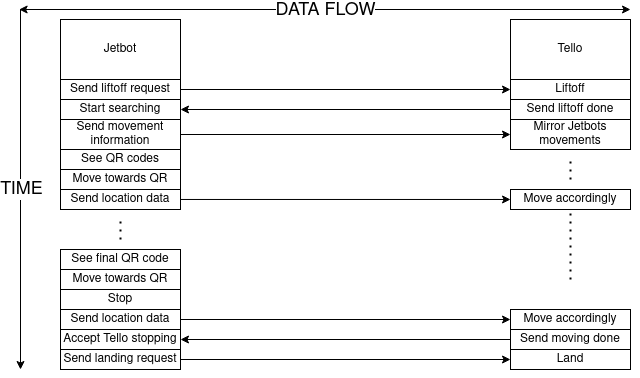 DATA FLOW
Jetbot
Tello
Send liftoff request
Liftoff
Start searching
Send liftoff done
Send movement
information
Mirror Jetbots
movements
See QR codes
Move towards QR
TIME
Send location data
Move accordingly
See final QR code
Move towards QR
Stop
Send location data
Move accordingly
Accept Tello stopping
Send moving done
Send landing request
Land